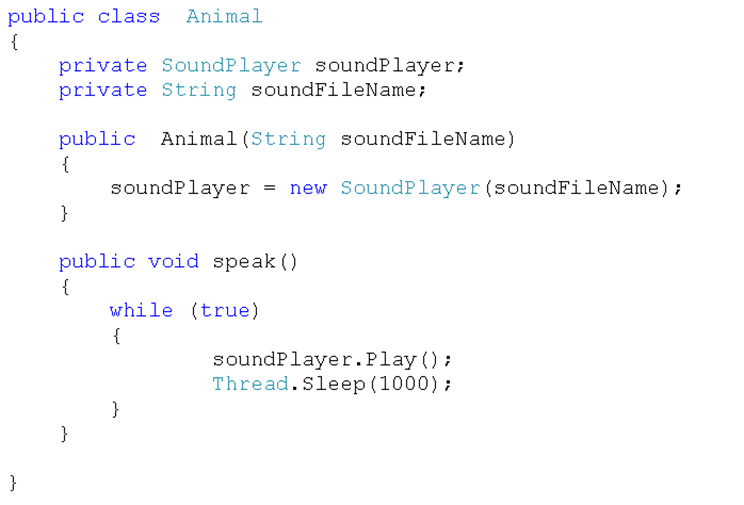 public class  Animal
{
    private SoundPlayer soundPlayer;
    private String soundFileName;

    public  Animal(String soundFileName)
    {
        soundPlayer = new SoundPlayer(soundFileName);
    }

    public void speak()
    {
        while (true)
        {
                soundPlayer.Play();
                Thread.Sleep(1000);
        }
    }

}